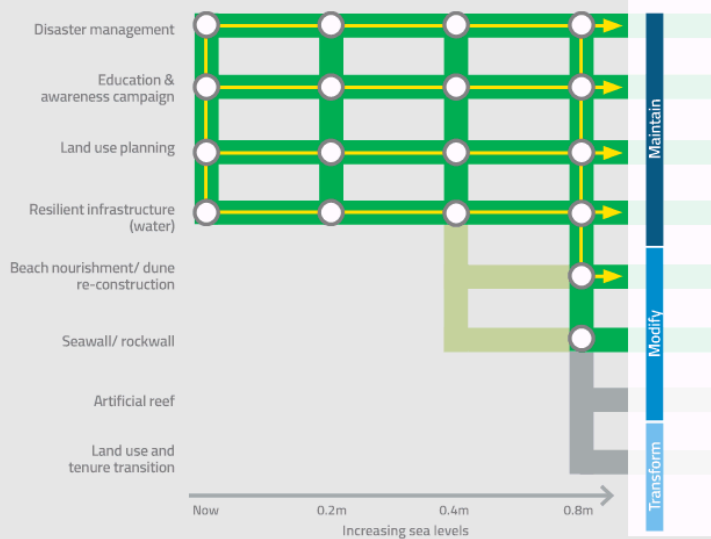 Disaster management
Education &
awareness campaign
Land use planning
Resilient infrastructure
(water)
Beach nourishment/ dune
re-construction
Seawall/ rockwall
Artificial reef
Land use and
tenure transition
Maintain
Modify
Transform
Now
0.2m
0.4m
0.8m
Increasing sea levels